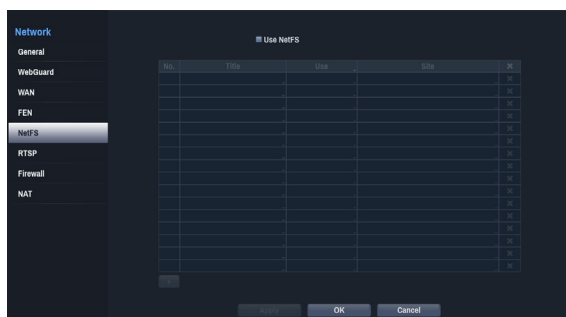 Network
General
WebGuard
WAN
FEN
NetFS
RTSP
Firewall
NAT
Use NetFS
No. Title Use Site
Apply OK Cancel